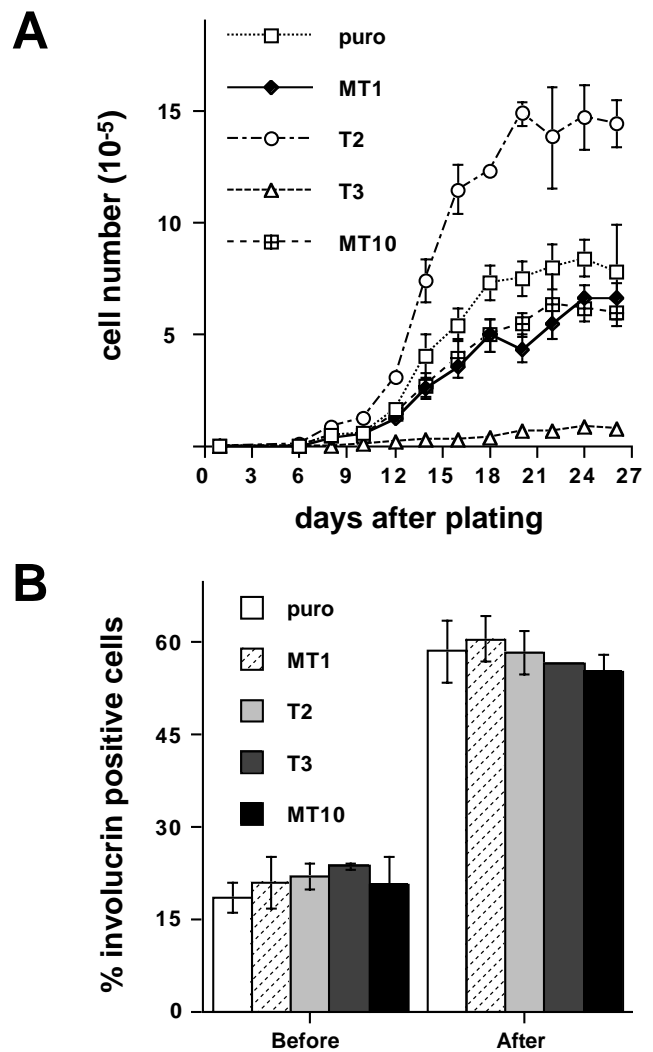 A
puro
MT1
T2
T3
MT10
15
10
5
cell number (10-5)
0 3 6 9 12 15 18 21 24 27
days after plating
B
puro
MT1
T2
T3
MT10
60
45
30
15
0
% involucrin positive cells
Before After